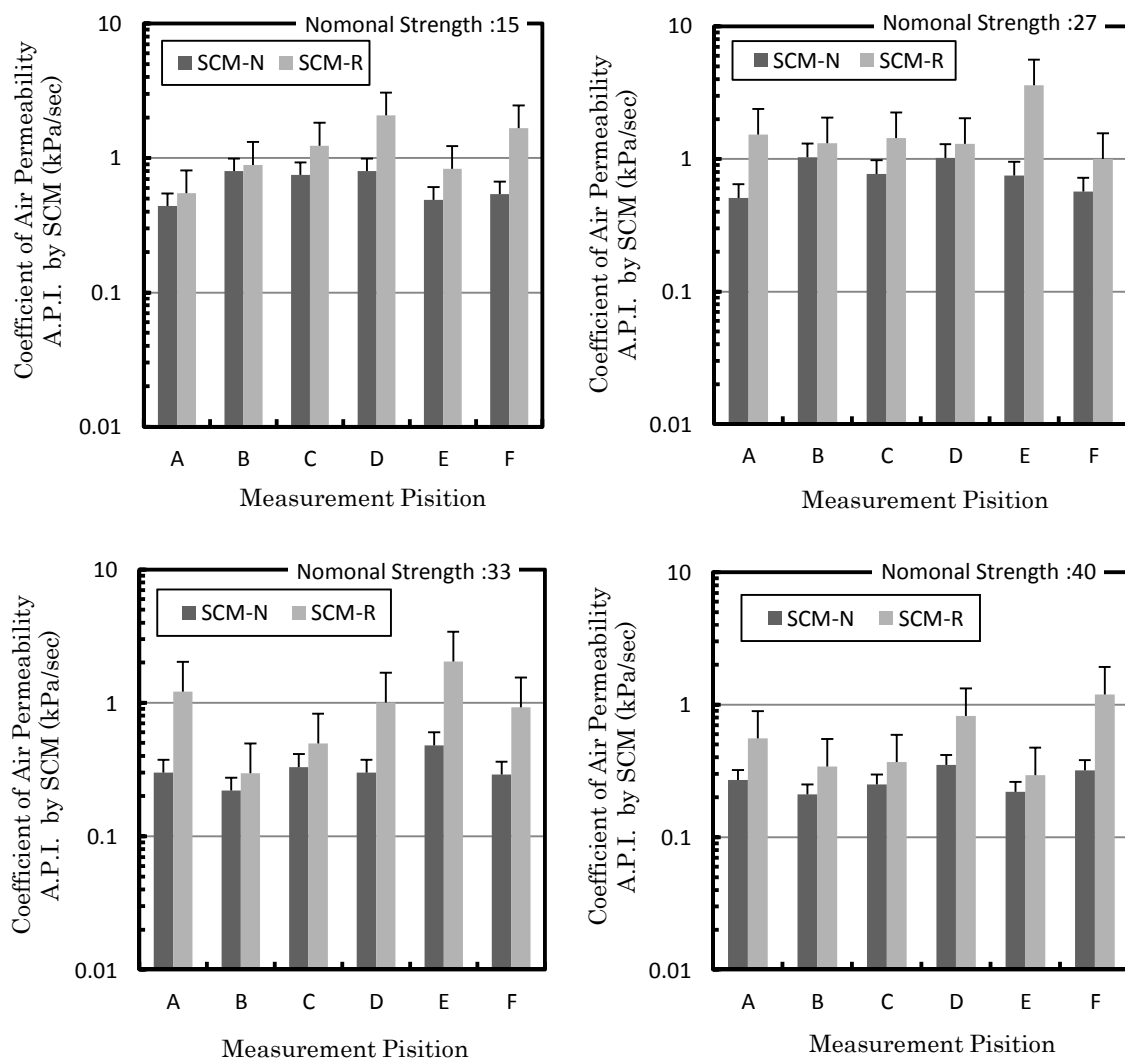 Nomonal Strength :15
SCM-N
SCM-R
Coefficient of Air Permeability
A.P.I. by SCM (kPa/sec)
10
1
0.1
0.01
A B C D E F
Measurement Pisition
Nomonal Strength :27
SCM-N
SCM-R
Coefficient of Air Permeability
A.P.I. by SCM (kPa/sec)
10
1
0.1
0.01
A B C D E F
Measurement Pisition
Nomonal Strength :33
SCM-N
SCM-R
Coefficient of Air Permeability
A.P.I. by SCM (kPa/sec)
10
1
0.1
0.01
A B C D E F
Measurement Pisition
Nomonal Strength :40
SCM-N
SCM-R
Coefficient of Air Permeability
A.P.I. by SCM (kPa/sec)
10
1
0.1
0.01
A B C D E F
Measurement Pisition